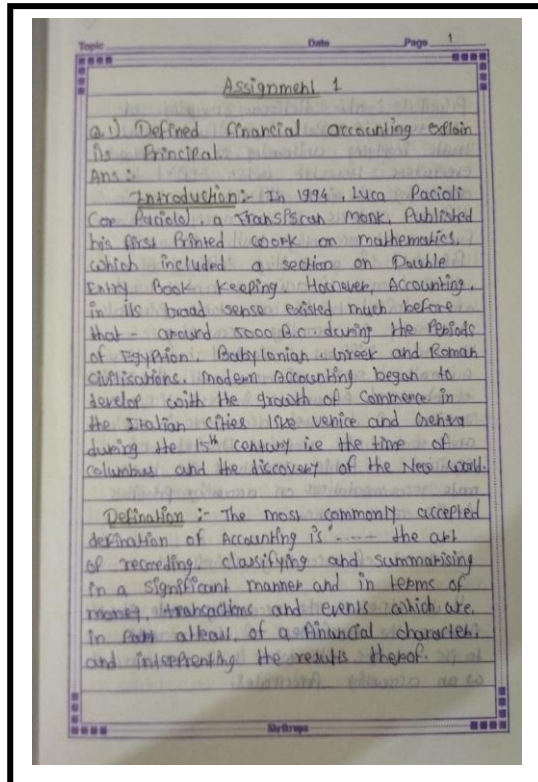 Topic Date Page 1
Assignment 1
Q.1) Defined financial accounting explain
its Principal.
Ans :
Introduction:- In 1994, Luca Pacioli
(or Paciolo), a Franspscan monk, Published
his first Printed work on mathematics.
which included a section on Double
Entry Book keeping. However, Accounting,
in its broad sense existed much before
that - around 5000 B.C during the Periods
of Egyption, Babylonian Greek and Roman
civilisations. modern Accounting began to
develop with the growth of Commerce in
the Italian cities like Venice and Genva
during the 15th century i.e the time of
Columbus and the discovery of the New world.
Defination :- The most commonly accepted
defination of Accounting is "----- the art
of recording, classifying and summarising
in a significant manner and in terms of
money, transactions and events which are,
in Part atleast, of a financial character,
and interprenting the results thereof.
Shritrupa